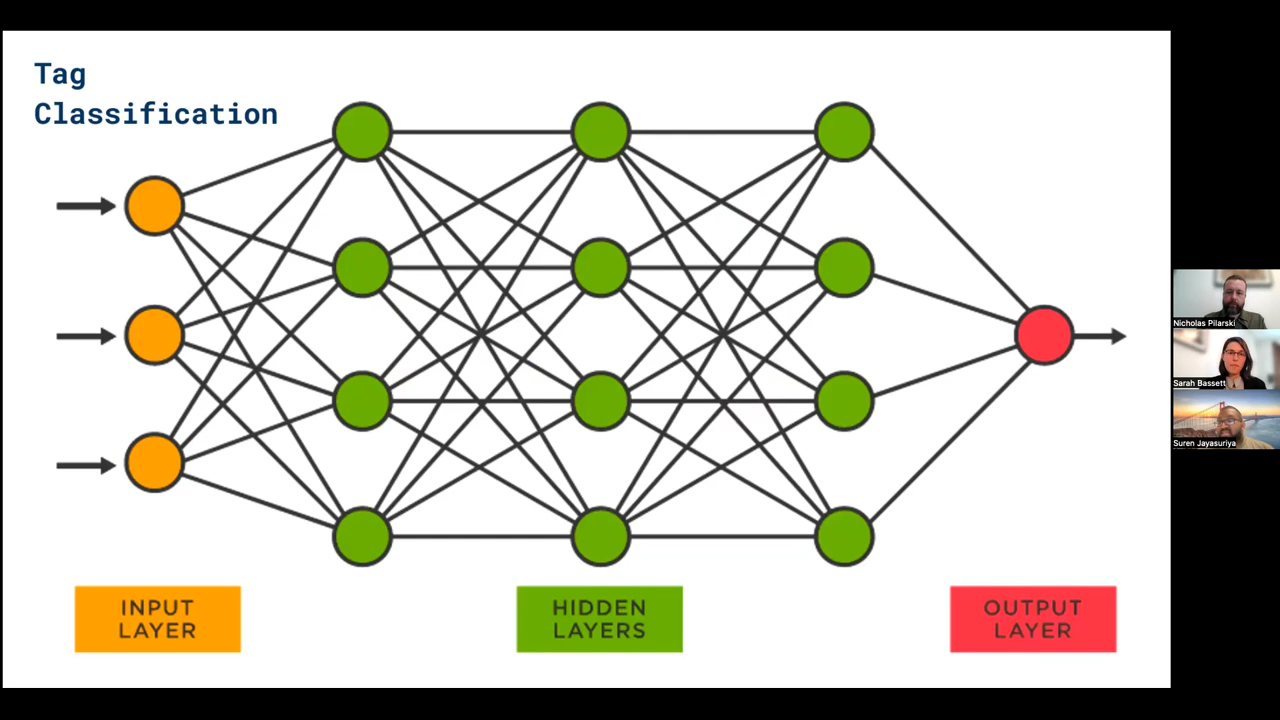 Tag
Classification
INPUT
LAYER
HIDDEN
LAYERS
OUTPUT
LAYER
Nicholas Pilarski
Sarah Bassett
Suren Jayasuriya